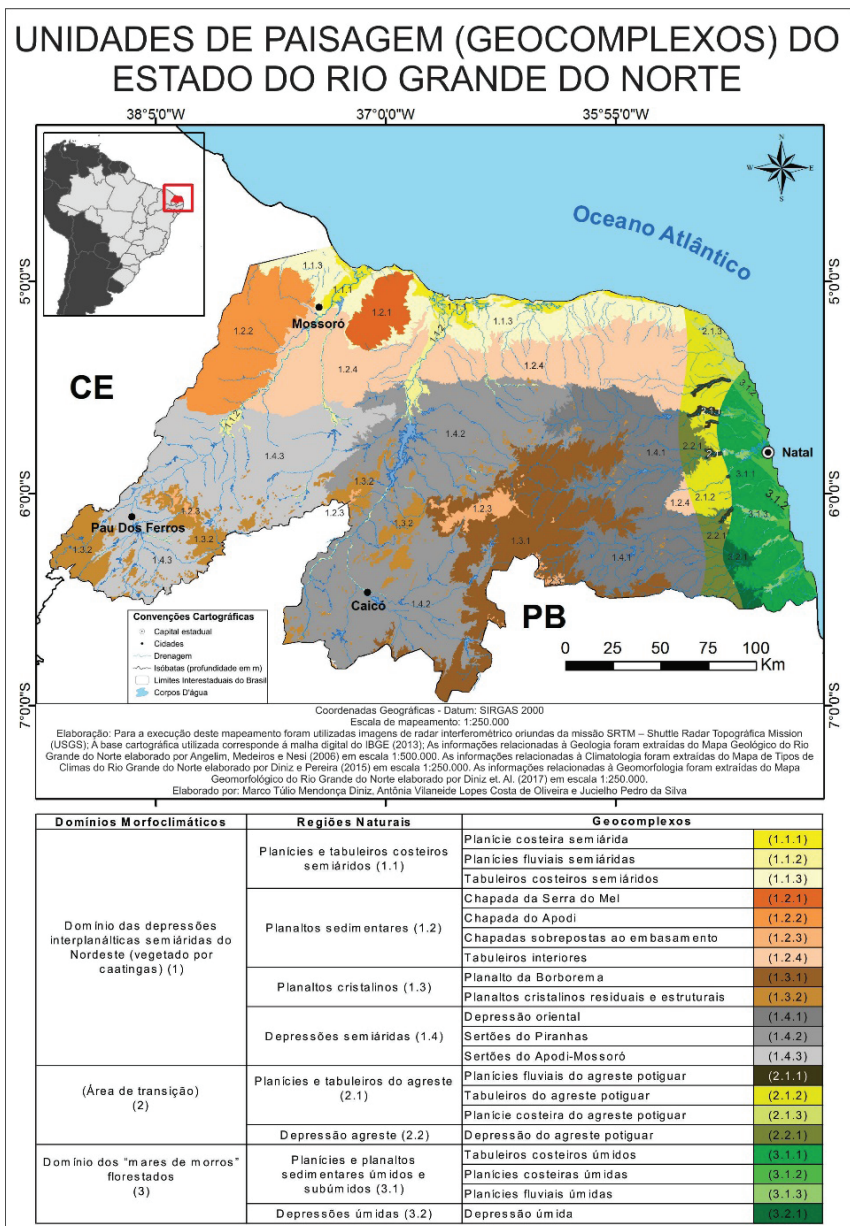 UNIDADES DE PAISAGEM (GEOCOMPLEXOS) DO
ESTADO DO RIO GRANDE DO NORTE
38°5'0"W
37°0'0"W
35°55'0"W
N
W
E
S
Oceano Atlântico
5°0'0"S
5°0'0"S
1.1.3
1.1.1
Mossoró
1.2.1
1.1.1
1.1.3
2.1.3
1.2.2
1.1.2
1.2.4
1.2.4
CE
3.1.2
1.1.2
1.4.3
1.4.2
1.4.1
2.2.1
3.1.1
Natal
1.3.2
6°0'0"S
6°0'0"S
1.2.3
1.2.3
1.3.2
1.2.3
1.2.4
2.1.2
3.1.2
3.1.3
Pau Dos Ferros
1.3.2
1.3.2
1.3.1
1.4.1
2.2.1
3.2.1
1.4.3
Caicó
1.4.2
PB
Convenções Cartográficas
Capital estadual
Cidades
Drenagem
Isóbatas (profundidade em m)
Limites Interestaduais do Brasil
Corpos D'água
0 25 50 75 100
Km
7°0'0"S
7°0'0"S
Coordenadas Geográficas - Datum: SIRGAS 2000
Escala de mapeamento: 1:250.000
Elaboração: Para a execução deste mapeamento foram utilizadas imagens de radar interferométrico oriundas da missão SRTM – Shuttle Radar Topográfica Mission
(USGS); A base cartográfica utilizada corresponde á malha digital do IBGE (2013); As informações relacionadas à Geologia foram extraídas do Mapa Geológico do Rio
Grande do Norte elaborado por Angelim, Medeiros e Nesi (2006) em escala 1:500.000. As informações relacionadas à Climatologia foram extraídas do Mapa de Tipos de
Climas do Rio Grande do Norte elaborado por Diniz e Pereira (2015) em escala 1:250.000. As informações relacionadas à Geomorfologia foram extraídas do Mapa
Geomorfológico do Rio Grande do Norte elaborado por Diniz et. Al. (2017) em escala 1:250.000.
Elaborado por: Marco Túlio Mendonça Diniz, Antônia Vilaneide Lopes Costa de Oliveira e Jucielho Pedro da Silva
Domínios Morfoclimáticos
Regiões Naturais
Geocomplexos
Domínio das depressões
interplanálticas semiáridas do
Nordeste (vegetado por
caatingas) (1)
Planícies e tabuleiros costeiros
semiáridos (1.1)
Planície costeira semiárida (1.1.1)
Planícies fluviais semiáridas (1.1.2)
Tabuleiros costeiros semiáridos (1.1.3)
Planaltos sedimentares (1.2)
Chapada da Serra do Mel (1.2.1)
Chapada do Apodi (1.2.2)
Chapadas sobrepostas ao embasamento (1.2.3)
Tabuleiros interiores (1.2.4)
Planaltos cristalinos (1.3)
Planalto da Borborema (1.3.1)
Planaltos cristalinos residuais e estruturais (1.3.2)
Depressões semiáridas (1.4)
Depressão oriental (1.4.1)
Sertões do Piranhas (1.4.2)
Sertões do Apodi-Mossoró (1.4.3)
(Área de transição)
(2)
Planícies e tabuleiros do agreste
(2.1)
Planícies fluviais do agreste potiguar (2.1.1)
Tabuleiros do agreste potiguar (2.1.2)
Planície costeira do agreste potiguar (2.1.3)
Depressão agreste (2.2)
Depressão do agreste potiguar (2.2.1)
Domínio dos "mares de morros"
florestados
(3)
Planícies e planaltos
sedimentares úmidos e
subúmidos (3.1)
Tabuleiros costeiros úmidos (3.1.1)
Planícies costeiras úmidas (3.1.2)
Planícies fluviais úmidas (3.1.3)
Depressões úmidas (3.2)
Depressão úmida (3.2.1)